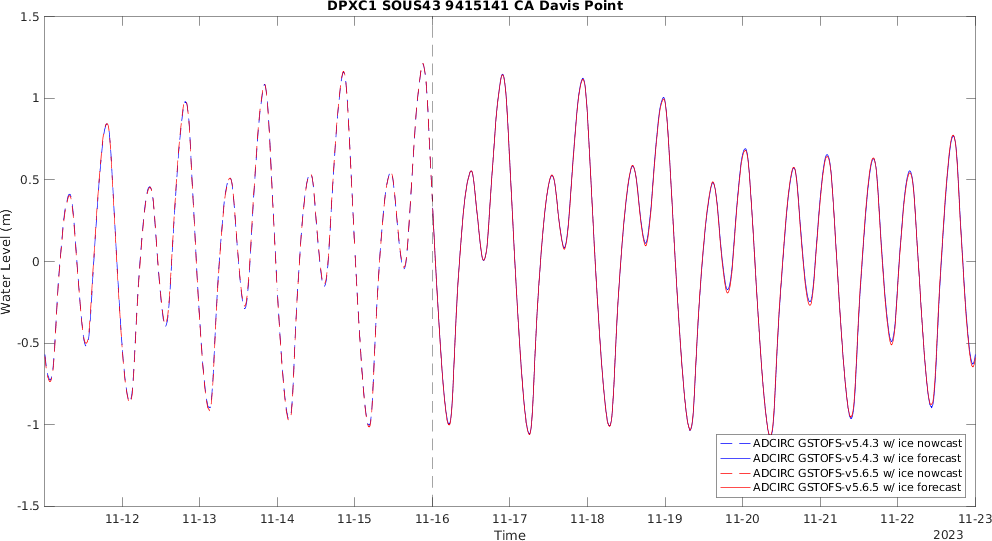 DPXC1 SOUS43 9415141 CA Davis Point
1.5
1
0.5
0
-0.5
-1
-1.5
Water Level (m)
ADCIRC GSTOFS-v5.4.3 w/ ice nowcast
ADCIRC GSTOFS-v5.4.3 w/ ice forecast
ADCIRC GSTOFS-v5.6.5 w/ ice nowcast
ADCIRC GSTOFS-v5.6.5 w/ ice forecast
11-12 11-13 11-14 11-15 11-16 11-17 11-18 11-19 11-20 11-21 11-22 11-23
Time
2023